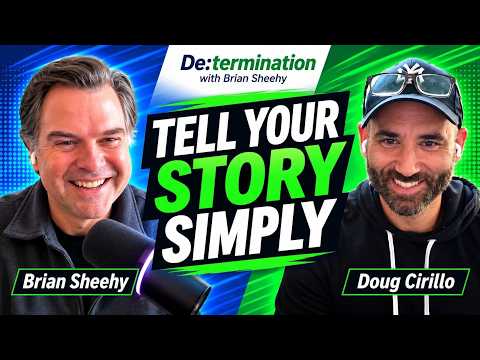 De:termination
with Brian Sheehy
TELL YOUR
STORY
SIMPLY
Brian Sheehy
Doug Cirillo